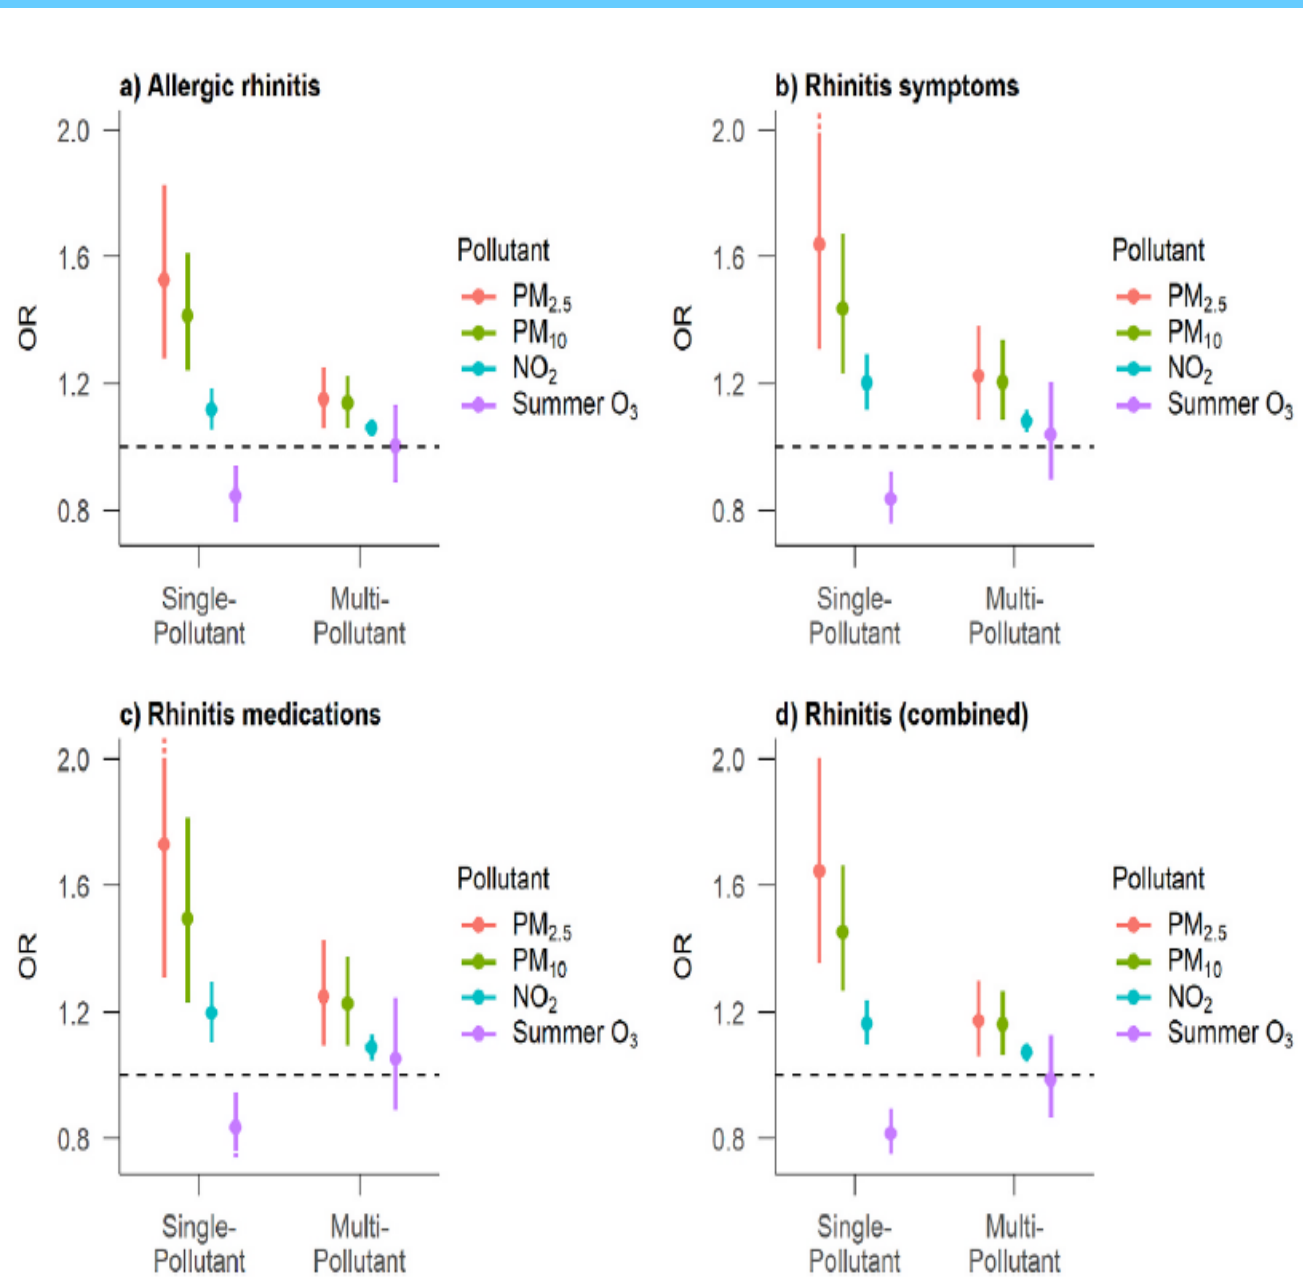 a) Allergic rhinitis
2.0
1.6
1.2
0.8
OR
Single-
Pollutant
Multi-
Pollutant
Pollutant
PM2.5
PM10
NO2
Summer O3
b) Rhinitis symptoms
2.0
1.6
1.2
0.8
OR
Single-
Pollutant
Multi-
Pollutant
Pollutant
PM2.5
PM10
NO2
Summer O3
c) Rhinitis medications
2.0
1.6
1.2
0.8
OR
Single-
Pollutant
Multi-
Pollutant
Pollutant
PM2.5
PM10
NO2
Summer O3
d) Rhinitis (combined)
2.0
1.6
1.2
0.8
OR
Single-
Pollutant
Multi-
Pollutant
Pollutant
PM2.5
PM10
NO2
Summer O3